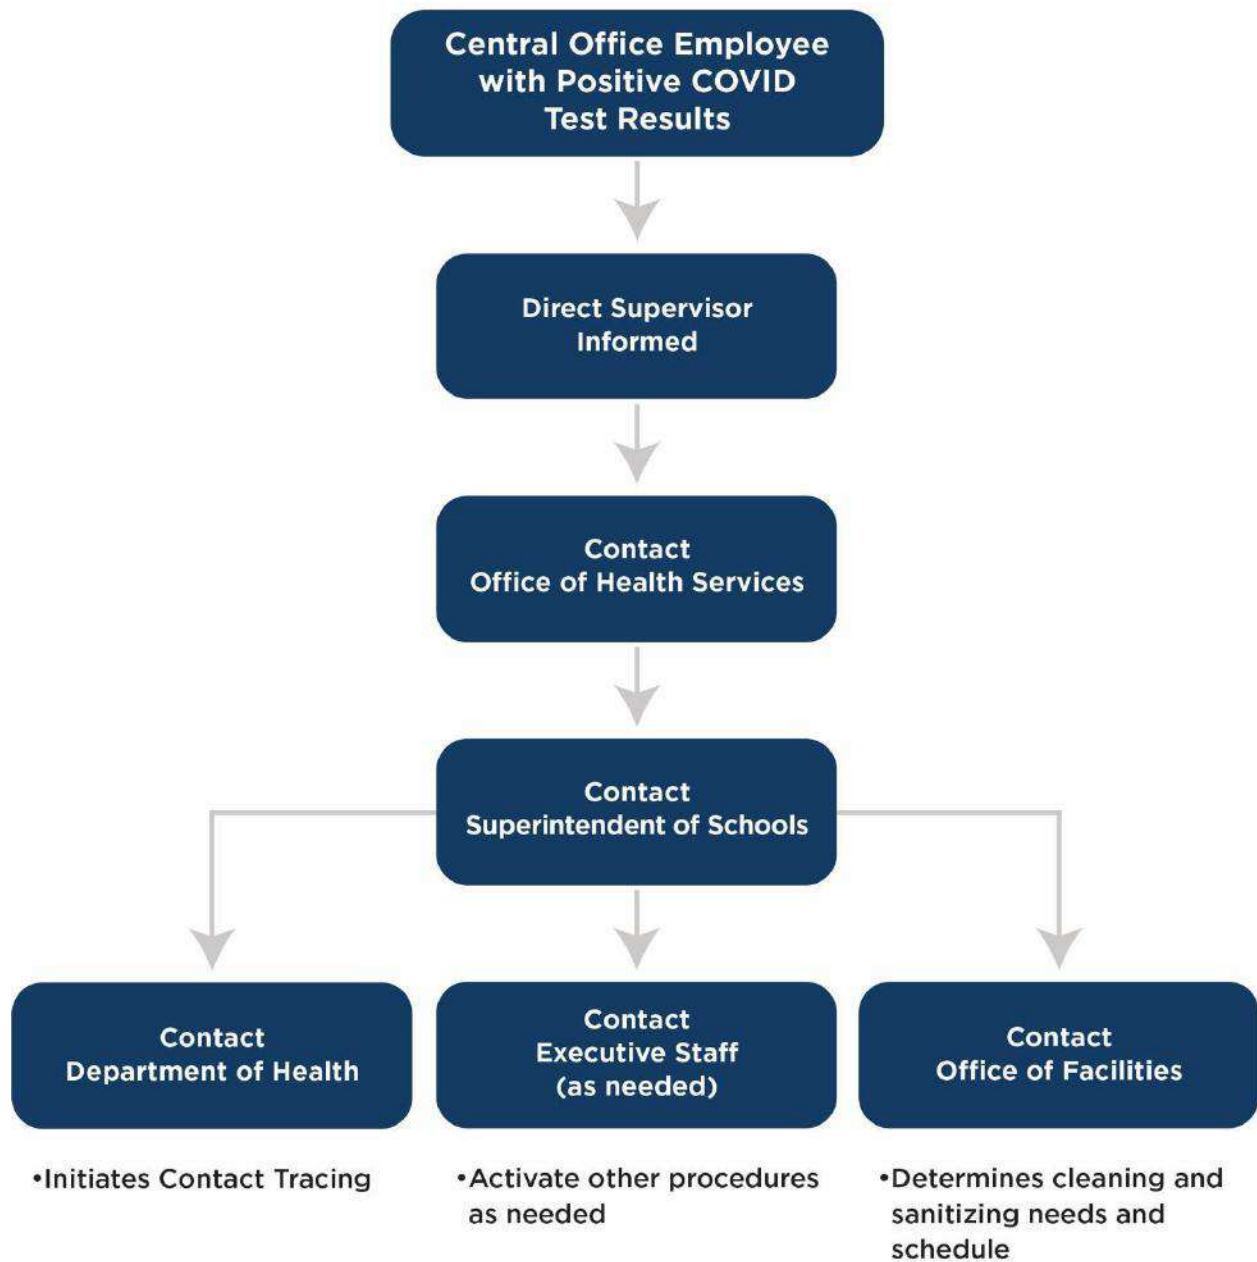 Central Office Employee
with Positive COVID
Test Results
Direct Supervisor
Informed
Contact
Office of Health Services
Contact
Superintendent of Schools
Contact
Department of Health
•Initiates Contact Tracing
Contact
Executive Staff
(as needed)
•Activate other procedures
as needed
Contact
Office of Facilities
•Determines cleaning and
sanitizing needs and
schedule